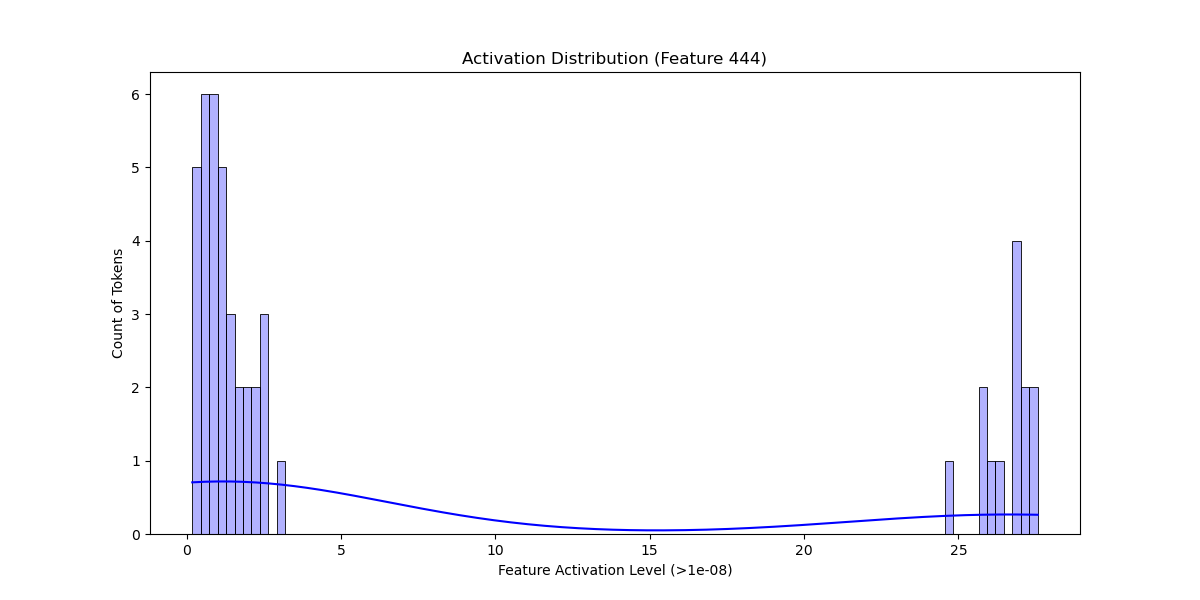 Activation Distribution (Feature 444)
Count of Tokens
6
5
4
3
2
1
0
0 5 10 15 20 25
Feature Activation Level (>1e-08)